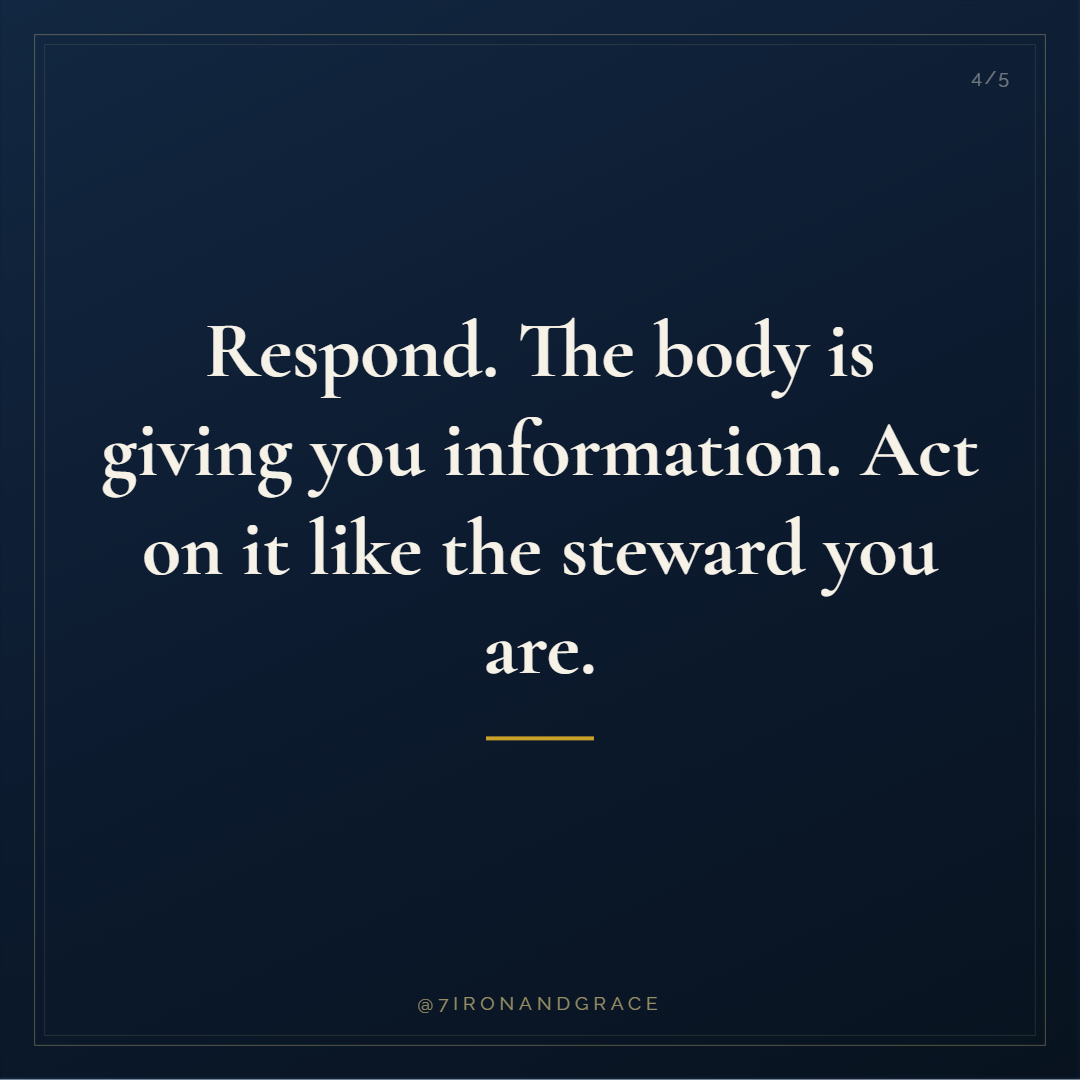 4/5
Respond. The body is
giving you information. Act
on it like the steward you
are.
@7IRONANDGRACE